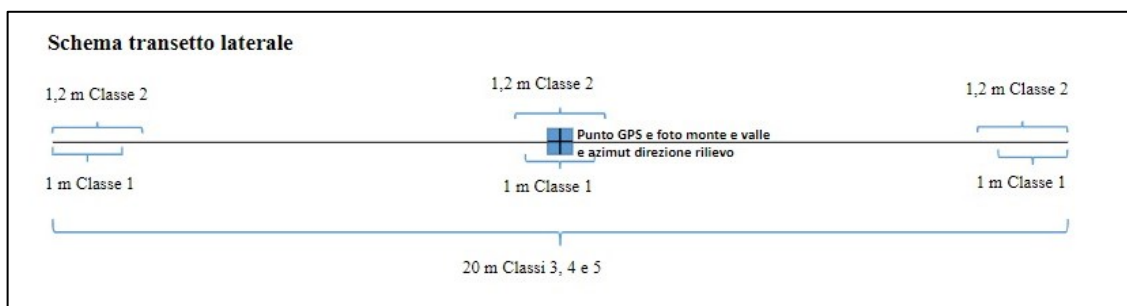 Schema transetto laterale
1,2 m Classe 2
1,2 m Classe 2
1,2 m Classe 2
Punto GPS e foto monte e valle
e azimut direzione rilievo
1 m Classe 1
1 m Classe 1
1 m Classe 1
20 m Classi 3, 4 e 5